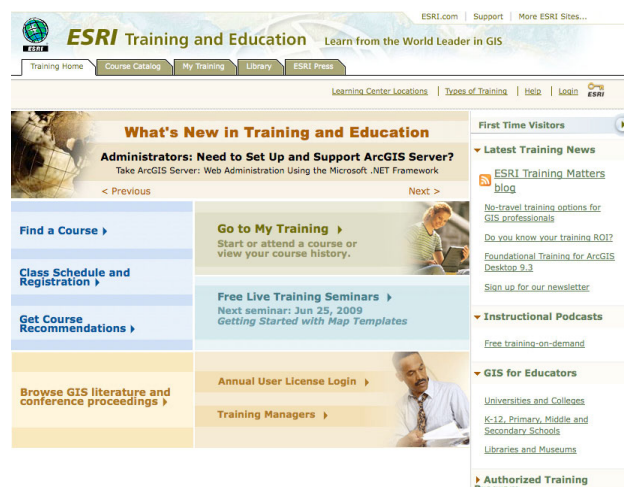 ESRI.com | Support | More ESRI Sites...
ESRI
ESRI Training and Education Learn from the World Leader in GIS
Training Home Course Catalog My Training Library ESRI Press
Learning Center Locations | Types of Training | Help | Login ESRI
What's New in Training and Education
Administrators: Need to Set Up and Support ArcGIS Server?
Take ArcGIS Server: Web Administration Using the Microsoft .NET Framework
< Previous Next >
Find a Course
Class Schedule and
Registration
Get Course
Recommendations
Go to My Training
Start or attend a course or
view your course history.
Free Live Training Seminars
Next seminar: Jun 25, 2009
Getting Started with Map Templates
Browse GIS literature and
conference proceedings
Annual User License Login
Training Managers
First Time Visitors
Latest Training News
ESRI Training Matters
blog
No-travel training options for
GIS professionals
Do you know your training ROI?
Foundational Training for ArcGIS
Desktop 9.3
Sign up for our newsletter
Instructional Podcasts
Free training-on-demand
GIS for Educators
Universities and Colleges
K-12, Primary, Middle and
Secondary Schools
Libraries and Museums
Authorized Training